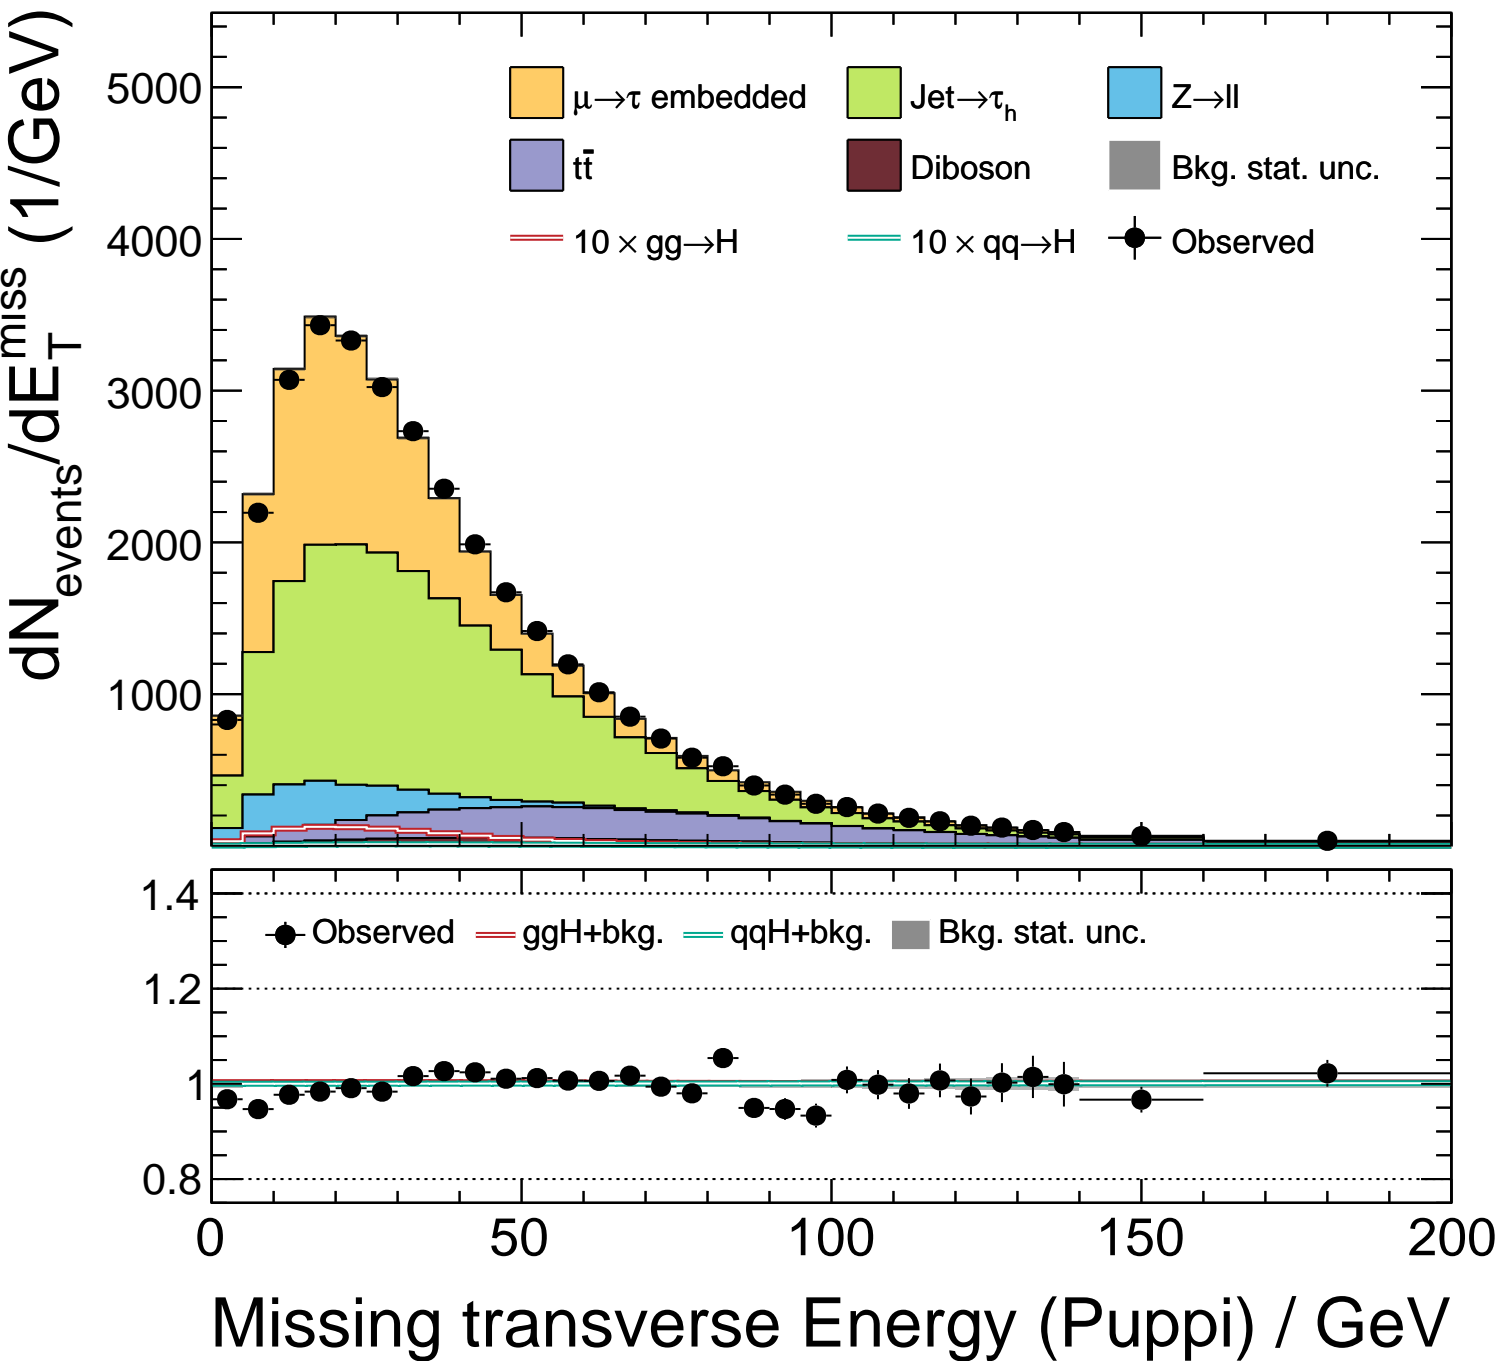 dN_events/dE_T^miss (1/GeV)
5000
4000
3000
2000
1000
μ→τ embedded
Jet→τ_h
Z→ll
tt̄
Diboson
Bkg. stat. unc.
10 × gg→H
10 × qq→H
Observed
1.4
1.2
1
0.8
Observed
ggH+bkg.
qqH+bkg.
Bkg. stat. unc.
0 50 100 150 200
Missing transverse Energy (Puppi) / GeV